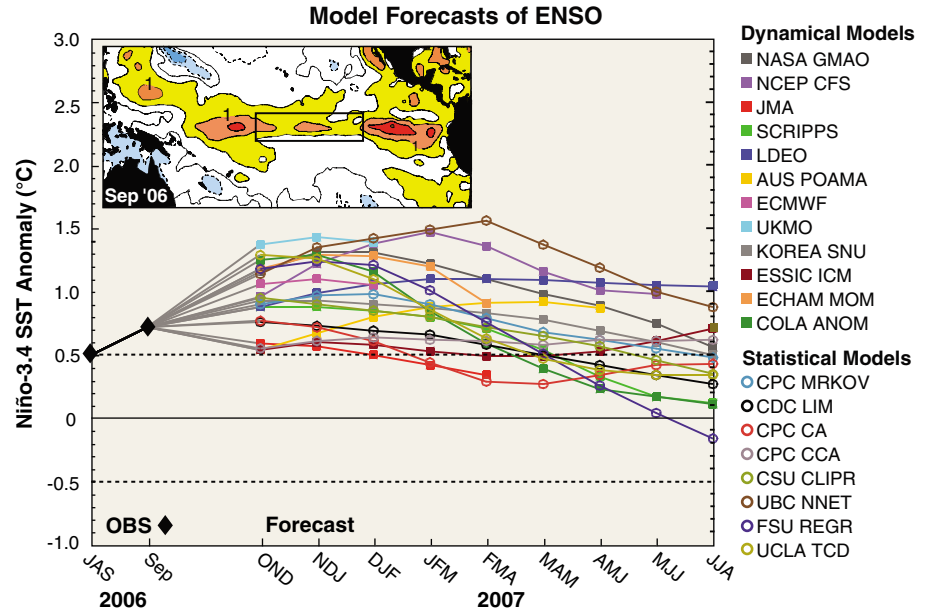 Model Forecasts of ENSO
3.0
2.5
2.0
1.5
1.0
0.5
0
-0.5
-1.0
Niño-3.4 SST Anomaly (°C)
1
1
1
Sep '06
OBS
Forecast
JAS
Sep
OND
NDJ
DJF
JFM
FMA
MAM
AMJ
MJJ
JJA
2006
2007
Dynamical Models
NASA GMAO
NCEP CFS
JMA
SCRIPPS
LDEO
AUS POAMA
ECMWF
UKMO
KOREA SNU
ESSIC ICM
ECHAM MOM
COLA ANOM
Statistical Models
CPC MRKOV
CDC LIM
CPC CA
CPC CCA
CSU CLIPR
UBC NNET
FSU REGR
UCLA TCD